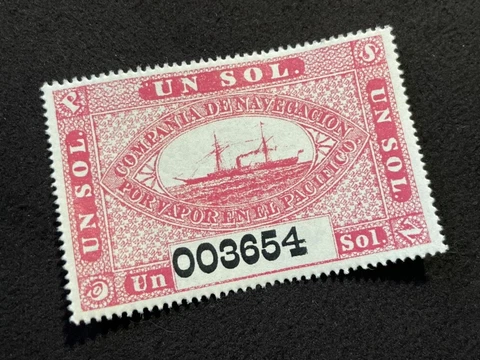 P.
S.
UN SOL.
UN SOL.
UN SOL.
COMPAÑIA DE NAVEGACION
POR VAPOR EN EL PACIFICO.
C
N
Un
003654
Sol.